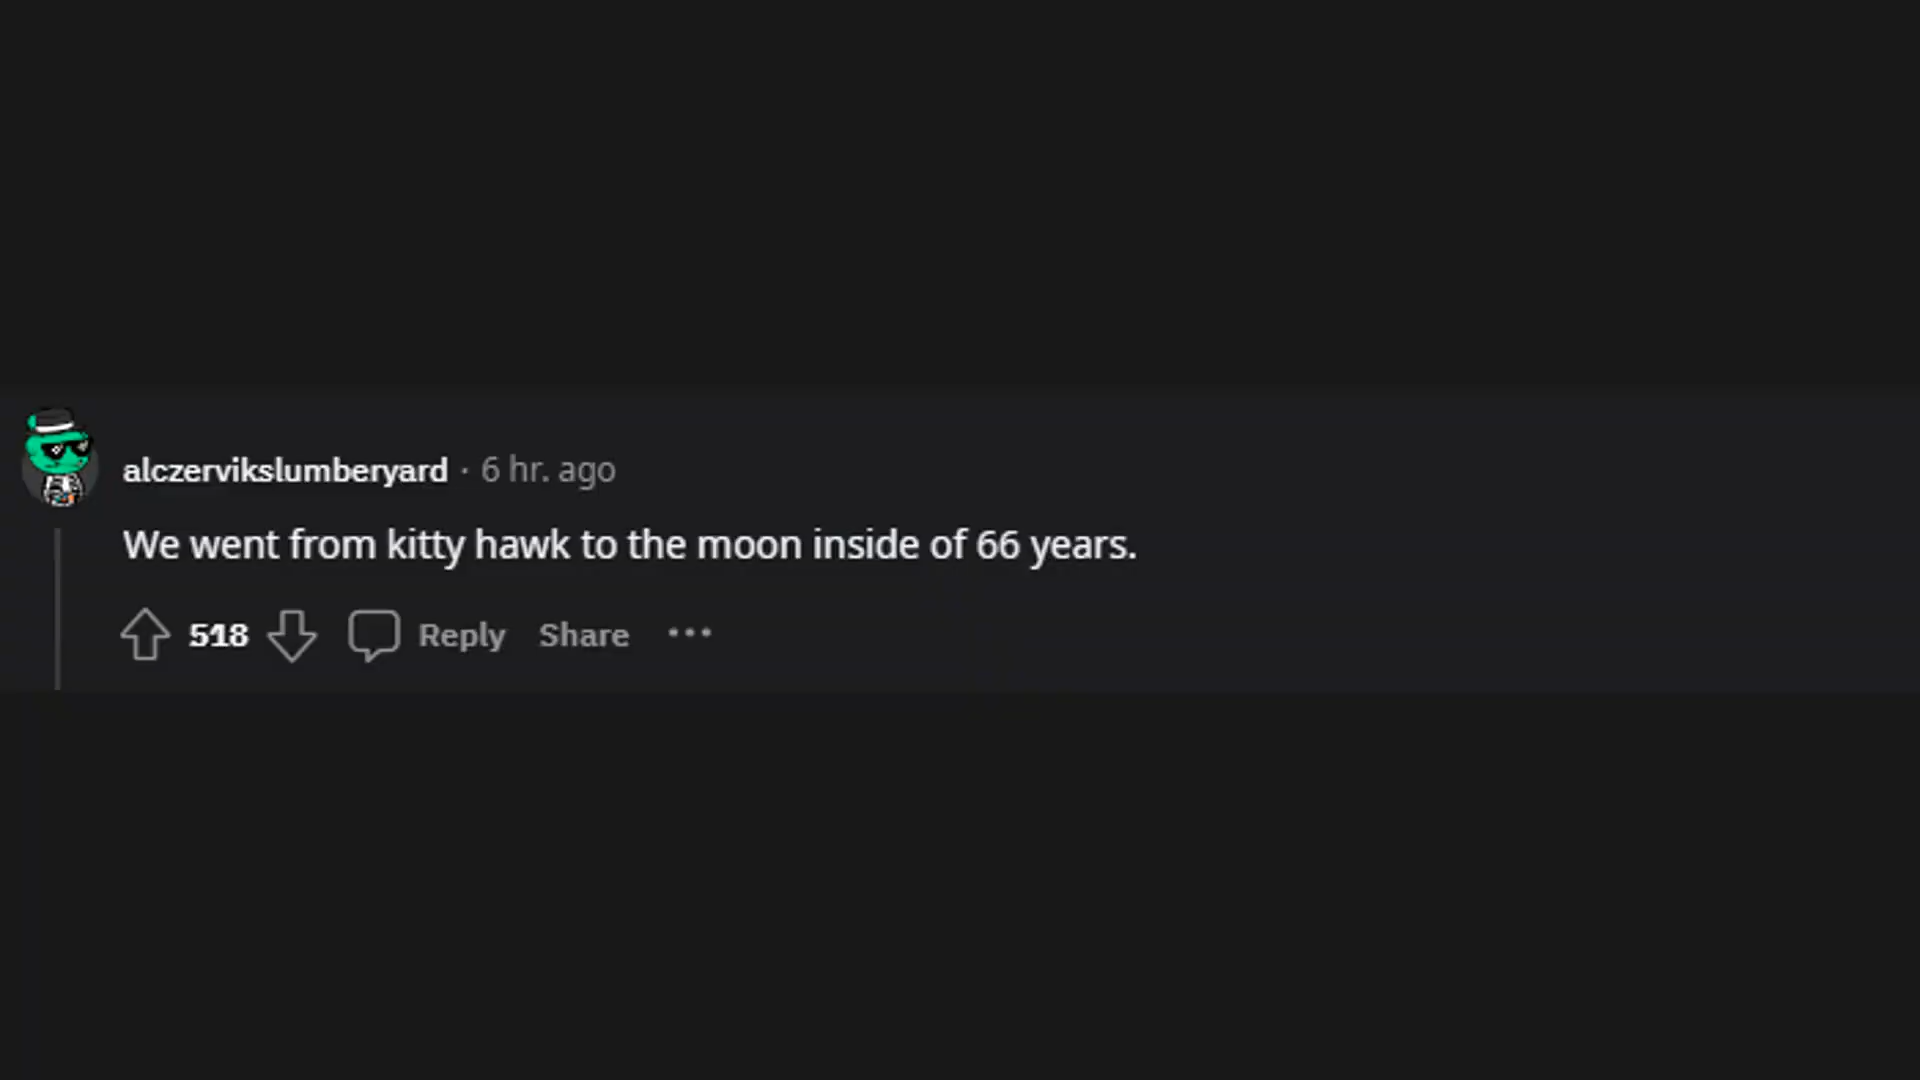 alczervikslumberyard · 6 hr. ago
We went from kitty hawk to the moon inside of 66 years.
518 Reply Share ...